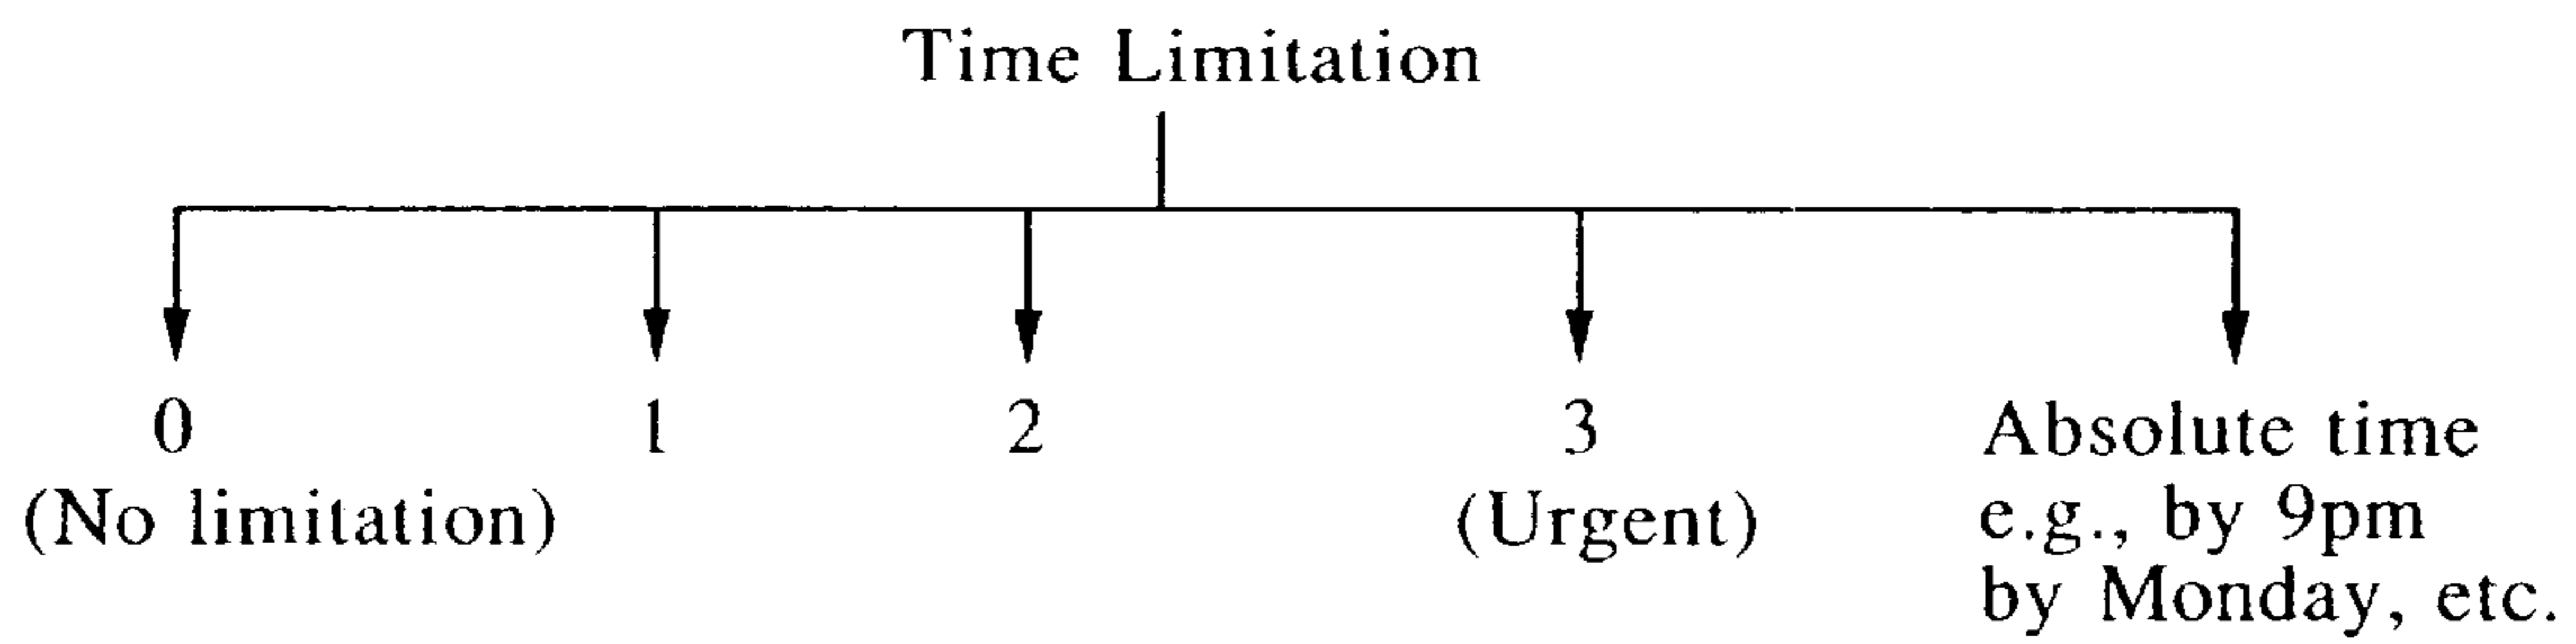 Time Limitation
0 1 2 3 Absolute time
(No limitation) (Urgent) e.g., by 9pm
by Monday, etc.